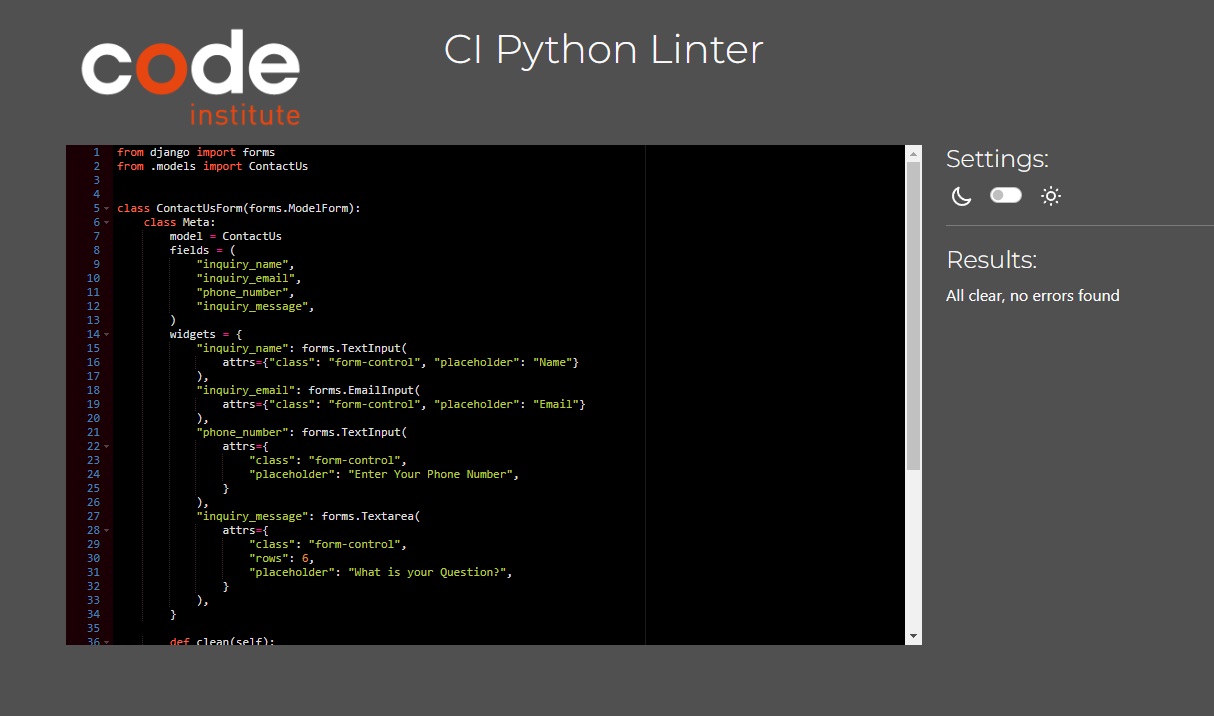 code
institute
CI Python Linter
1 from django import forms
2 from .models import ContactUs
3
4
5 class ContactUsForm(forms.ModelForm):
6     class Meta:
7         model = ContactUs
8         fields = (
9             "inquiry_name",
10             "inquiry_email",
11             "phone_number",
12             "inquiry_message",
13         )
14         widgets = {
15             "inquiry_name": forms.TextInput(
16                 attrs={"class": "form-control", "placeholder": "Name"}
17             ),
18             "inquiry_email": forms.EmailInput(
19                 attrs={"class": "form-control", "placeholder": "Email"}
20             ),
21             "phone_number": forms.TextInput(
22                 attrs={
23                     "class": "form-control",
24                     "placeholder": "Enter Your Phone Number",
25                 }
26             ),
27             "inquiry_message": forms.Textarea(
28                 attrs={
29                     "class": "form-control",
30                     "rows": 6,
31                     "placeholder": "What is your Question?",
32                 }
33             ),
34         }
35
36         def clean(self):
Settings:
Results:
All clear, no errors found